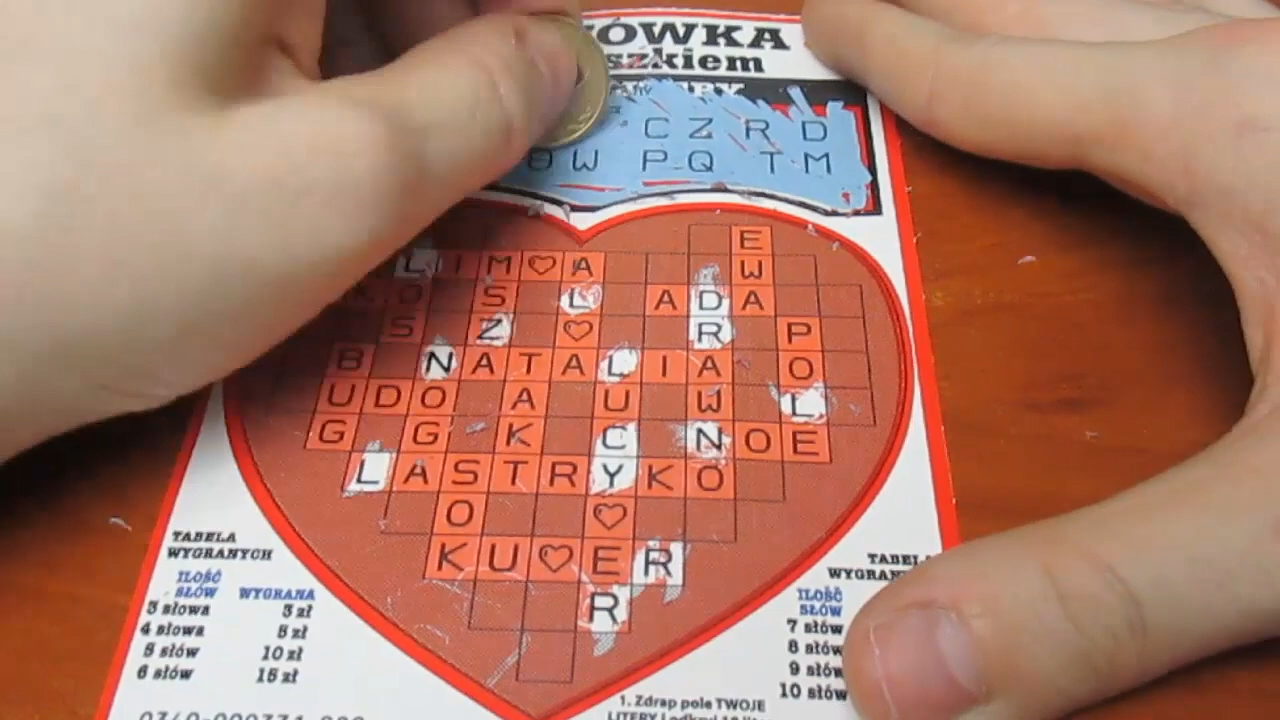 ÓWKA
szkiem
C Z R D
W P Q T M
E
L I M ♡ A W
S L A D A
S Z ♡ R P
B N A T A L I A O
U D O A U W L
G G K C N O E
L A S T R Y K O
O ♡
K U ♡ E R
R
TABELA
WYGRANYCH
ILOŚĆ
SŁÓW WYGRANA
3 słowa 3 zł
4 słowa 5 zł
5 słów 10 zł
6 słów 15 zł
TABELA
WYGRAN
ILOŚĆ
SŁÓW
7 słów
8 słów
9 słów
10 słów
1. Zdrap pole TWOJE